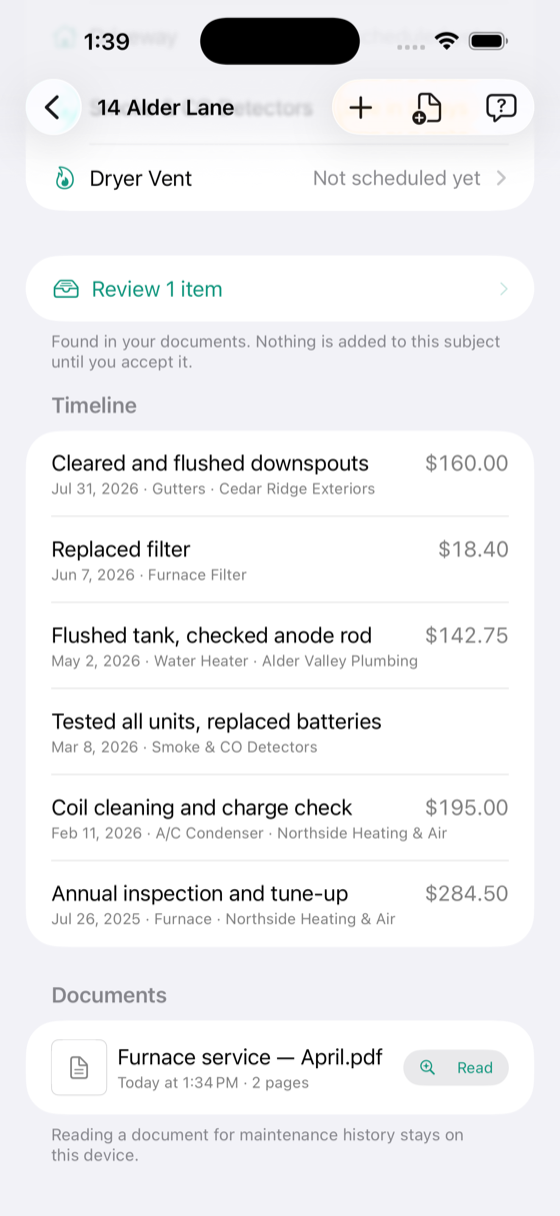 1:39
14 Alder Lane
Dryer Vent
Not scheduled yet
Review 1 item
Found in your documents. Nothing is added to this subject
until you accept it.
Timeline
Cleared and flushed downspouts
$160.00
Jul 31, 2026 · Gutters · Cedar Ridge Exteriors
Replaced filter
$18.40
Jun 7, 2026 · Furnace Filter
Flushed tank, checked anode rod
$142.75
May 2, 2026 · Water Heater · Alder Valley Plumbing
Tested all units, replaced batteries
Mar 8, 2026 · Smoke & CO Detectors
Coil cleaning and charge check
$195.00
Feb 11, 2026 · A/C Condenser · Northside Heating & Air
Annual inspection and tune-up
$284.50
Jul 26, 2025 · Furnace · Northside Heating & Air
Documents
Furnace service — April.pdf
Today at 1:34 PM · 2 pages
Read
Reading a document for maintenance history stays on
this device.